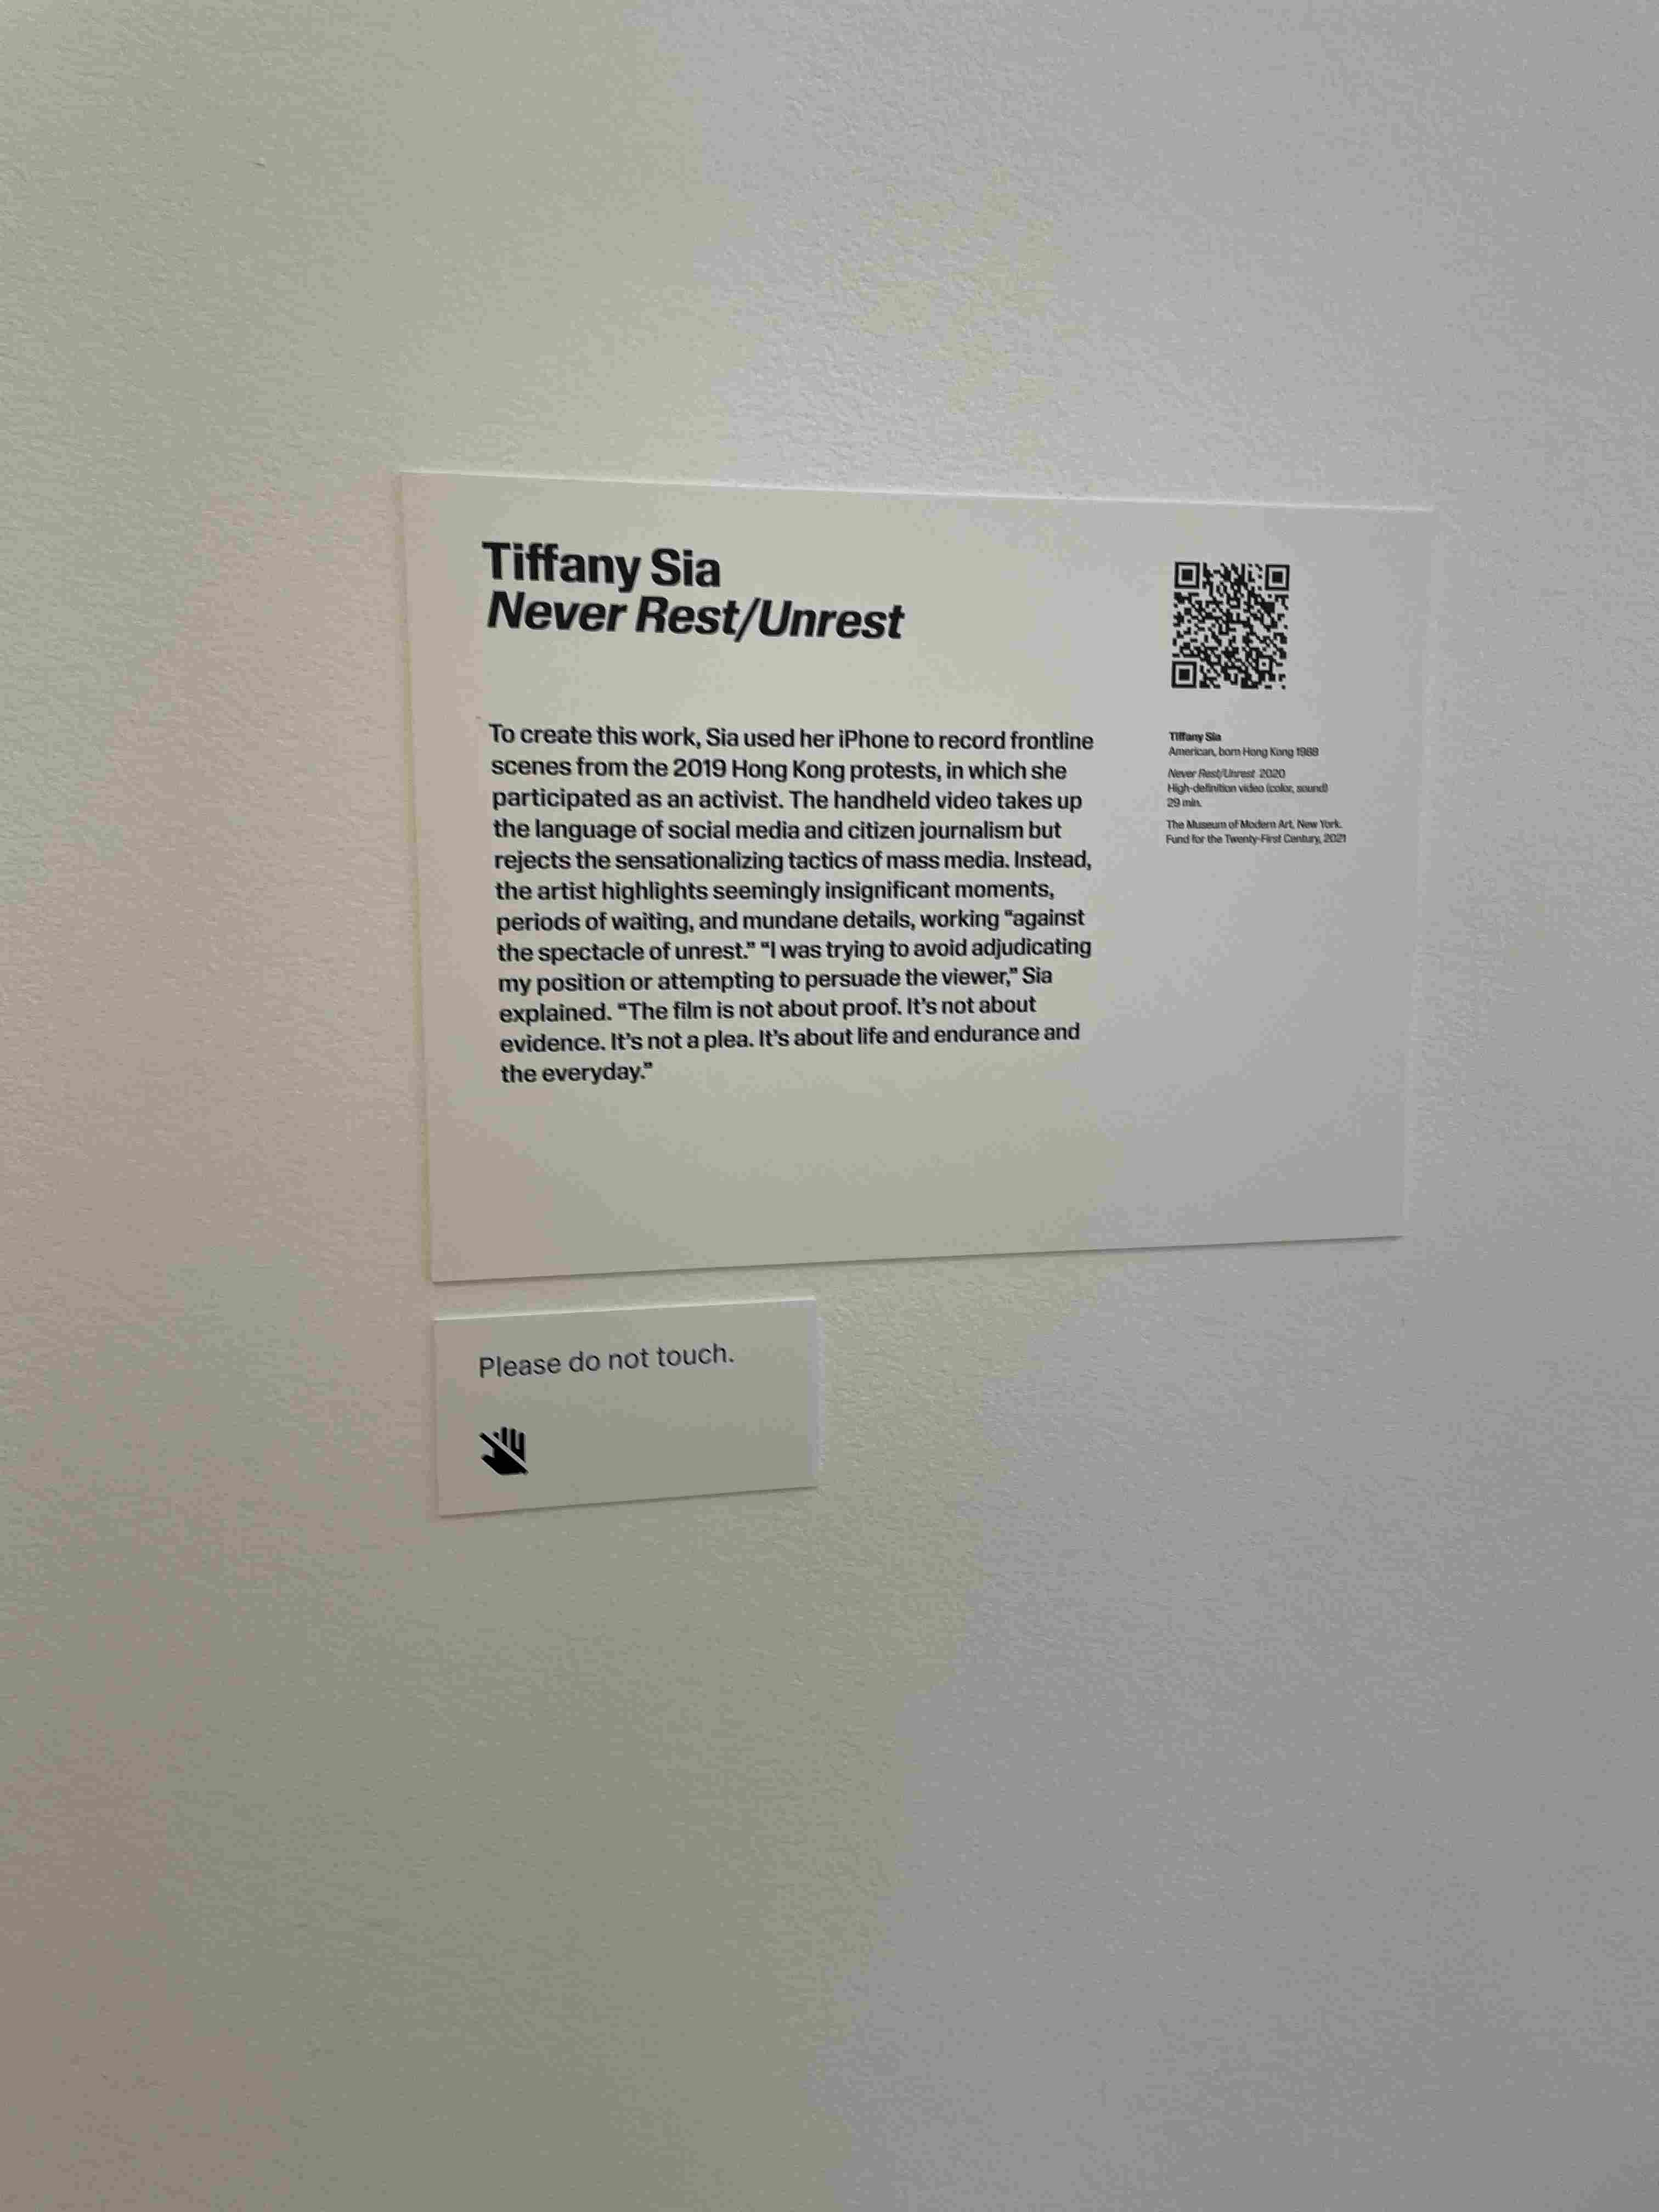 Tiffany Sia
Never Rest/Unrest
To create this work, Sia used her iPhone to record frontline
scenes from the 2019 Hong Kong protests, in which she
participated as an activist. The handheld video takes up
the language of social media and citizen journalism but
rejects the sensationalizing tactics of mass media. Instead,
the artist highlights seemingly insignificant moments,
periods of waiting, and mundane details, working “against
the spectacle of unrest.” “I was trying to avoid adjudicating
my position or attempting to persuade the viewer,” Sia
explained. “The film is not about proof. It’s not about
evidence. It’s not a plea. It’s about life and endurance and
the everyday.”
Tiffany Sia
American, born Hong Kong 1988
Never Rest/Unrest 2020
High-definition video (color, sound)
29 min.
The Museum of Modern Art, New York.
Fund for the Twenty-First Century, 2021
Please do not touch.